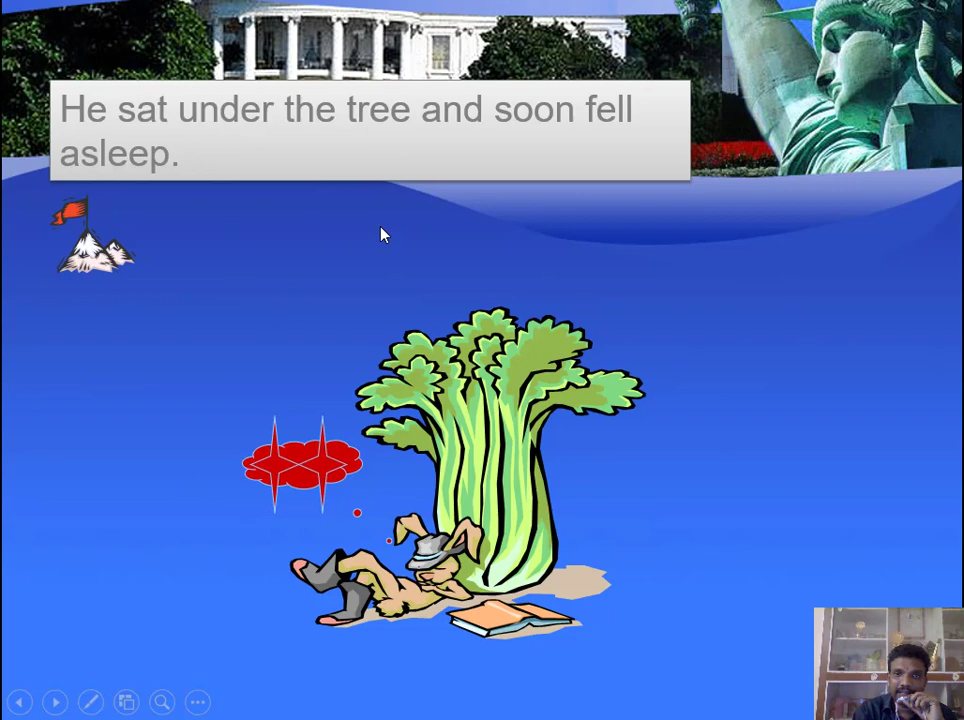 He sat under the tree and soon fell
asleep.